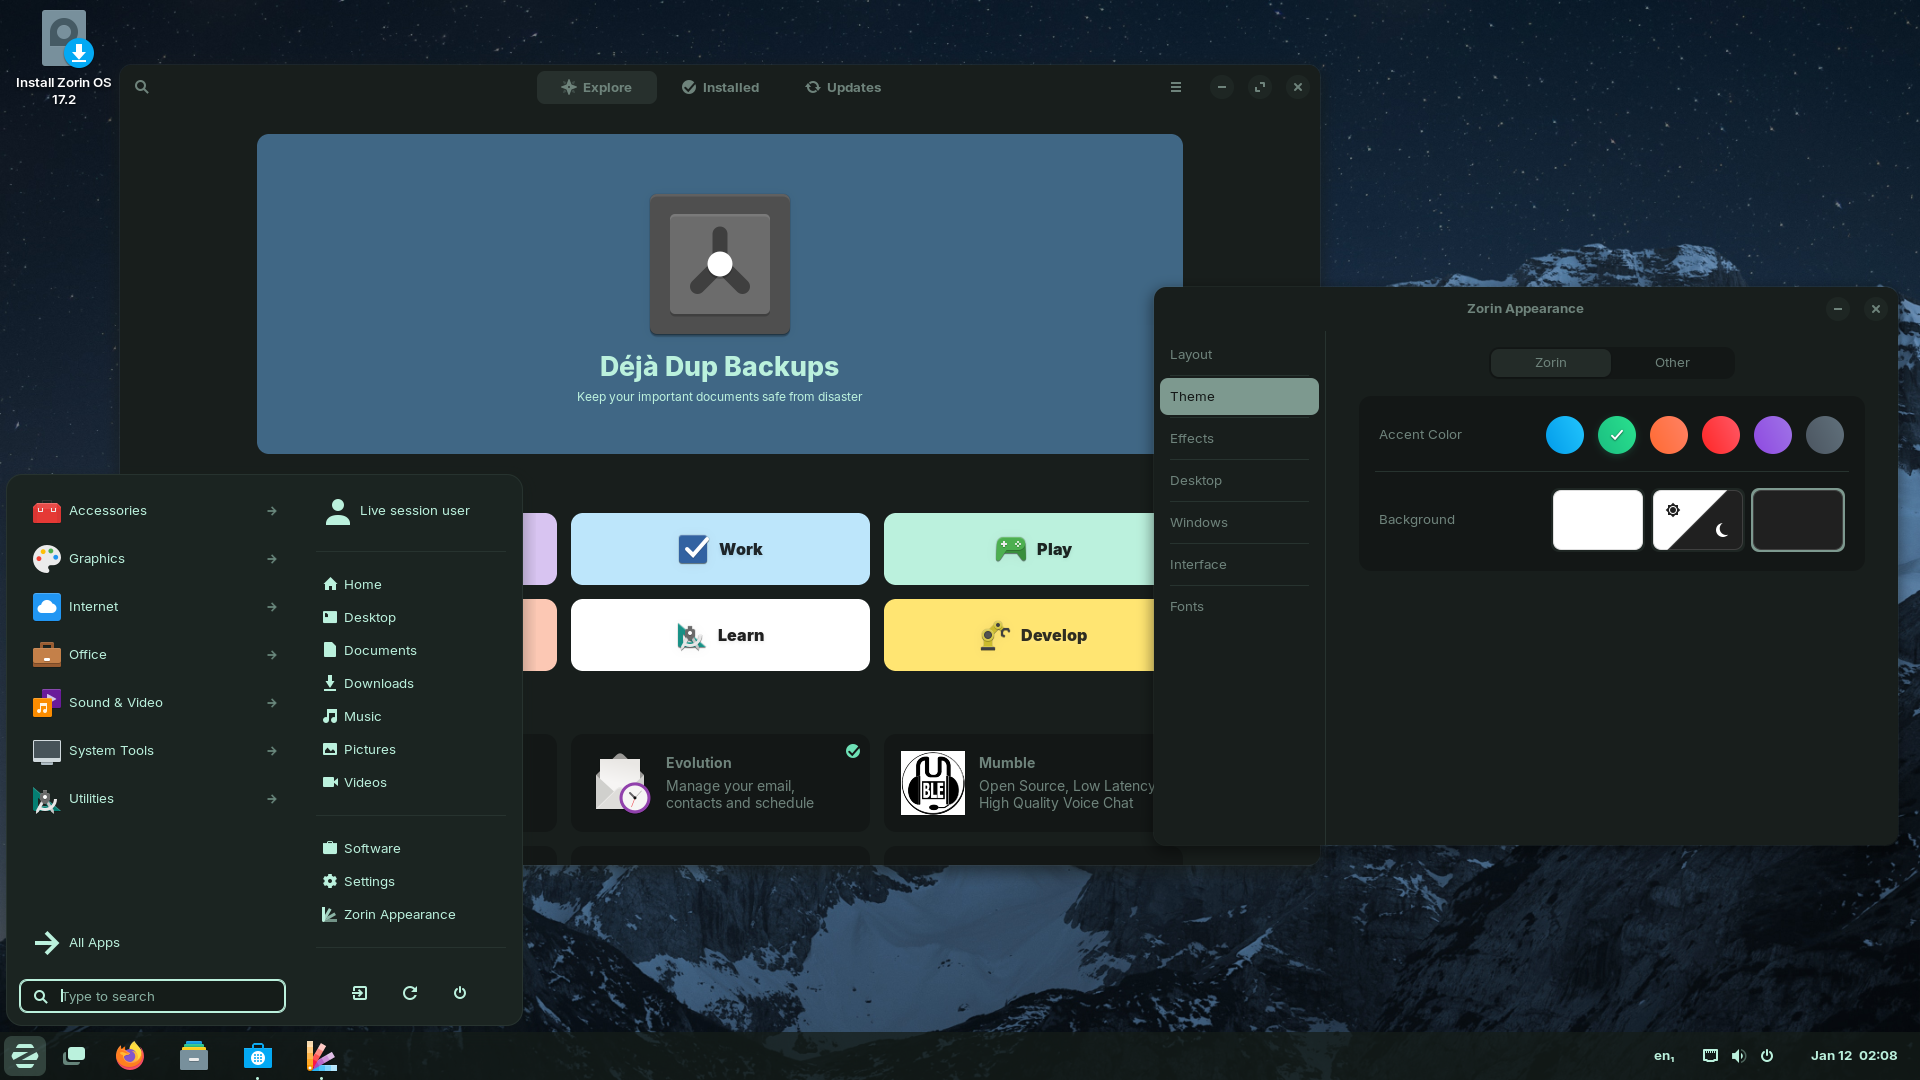 Install Zorin OS
17.2
Explore
Installed
Updates
Déjà Dup Backups
Keep your important documents safe from disaster
Work
Play
Learn
Develop
Evolution
Manage your email,
contacts and schedule
Mumble
Open Source, Low Latency
High Quality Voice Chat
BLE
Zorin Appearance
Layout
Theme
Effects
Desktop
Windows
Interface
Fonts
Zorin
Other
Accent Color
Background
Accessories
Graphics
Internet
Office
Sound & Video
System Tools
Utilities
All Apps
Type to search
Live session user
Home
Desktop
Documents
Downloads
Music
Pictures
Videos
Software
Settings
Zorin Appearance
en₁
Jan 12 02:08